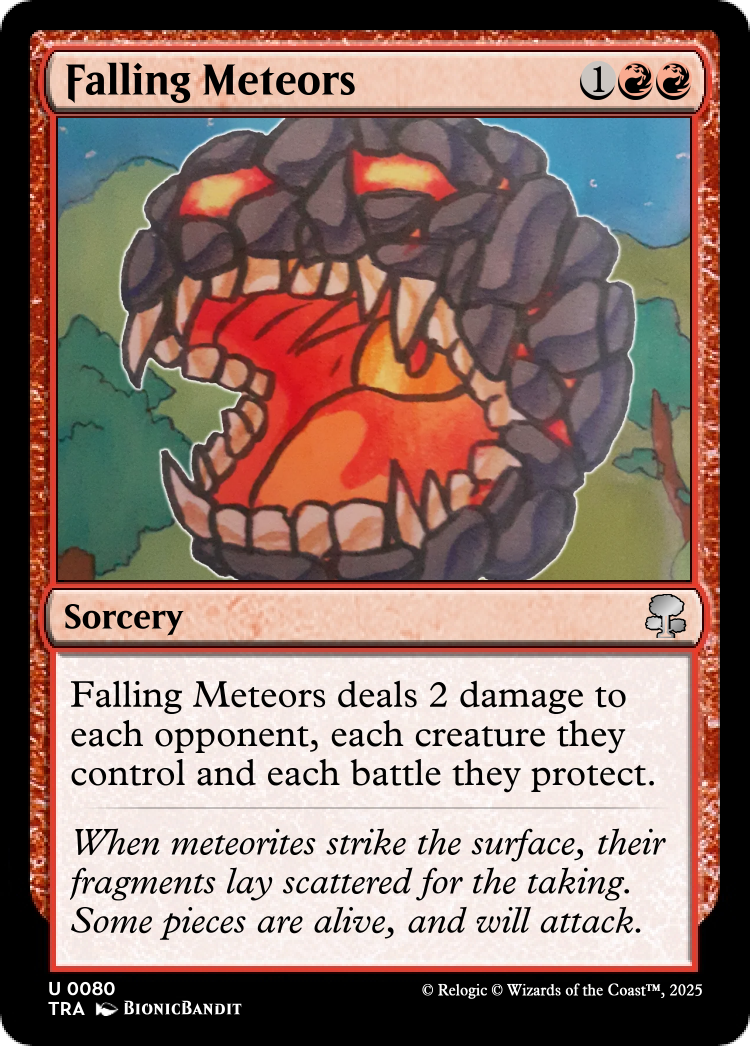 Falling Meteors 1
Sorcery
Falling Meteors deals 2 damage to
each opponent, each creature they
control and each battle they protect.
When meteorites strike the surface, their
fragments lay scattered for the taking.
Some pieces are alive, and will attack.
U 0080
TRA BionicBandit
© Relogic © Wizards of the Coast™, 2025